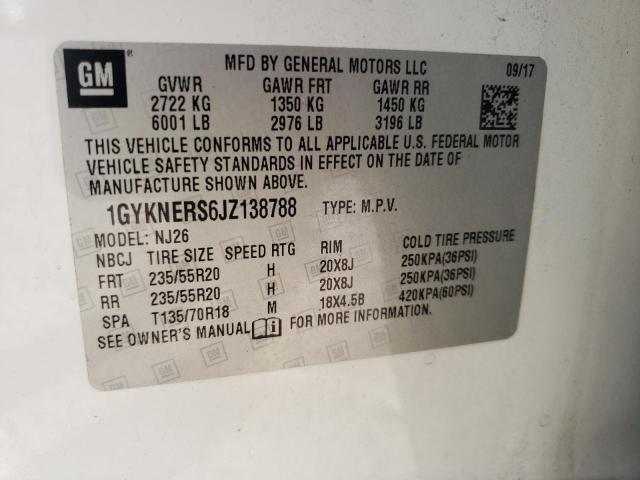 GM ®
MFD BY GENERAL MOTORS LLC 09/17
GVWR GAWR FRT GAWR RR
2722 KG 1350 KG 1450 KG
6001 LB 2976 LB 3196 LB
THIS VEHICLE CONFORMS TO ALL APPLICABLE U.S. FEDERAL MOTOR
VEHICLE SAFETY STANDARDS IN EFFECT ON THE DATE OF
MANUFACTURE SHOWN ABOVE.
1GYKNERS6JZ138788 TYPE: M.P.V.
MODEL: NJ26
NBCJ TIRE SIZE SPEED RTG RIM COLD TIRE PRESSURE
FRT 235/55R20 H 20X8J 250KPA(36PSI)
RR 235/55R20 H 20X8J 250KPA(36PSI)
SPA T135/70R18 M 18X4.5B 420KPA(60PSI)
SEE OWNER'S MANUAL i FOR MORE INFORMATION.